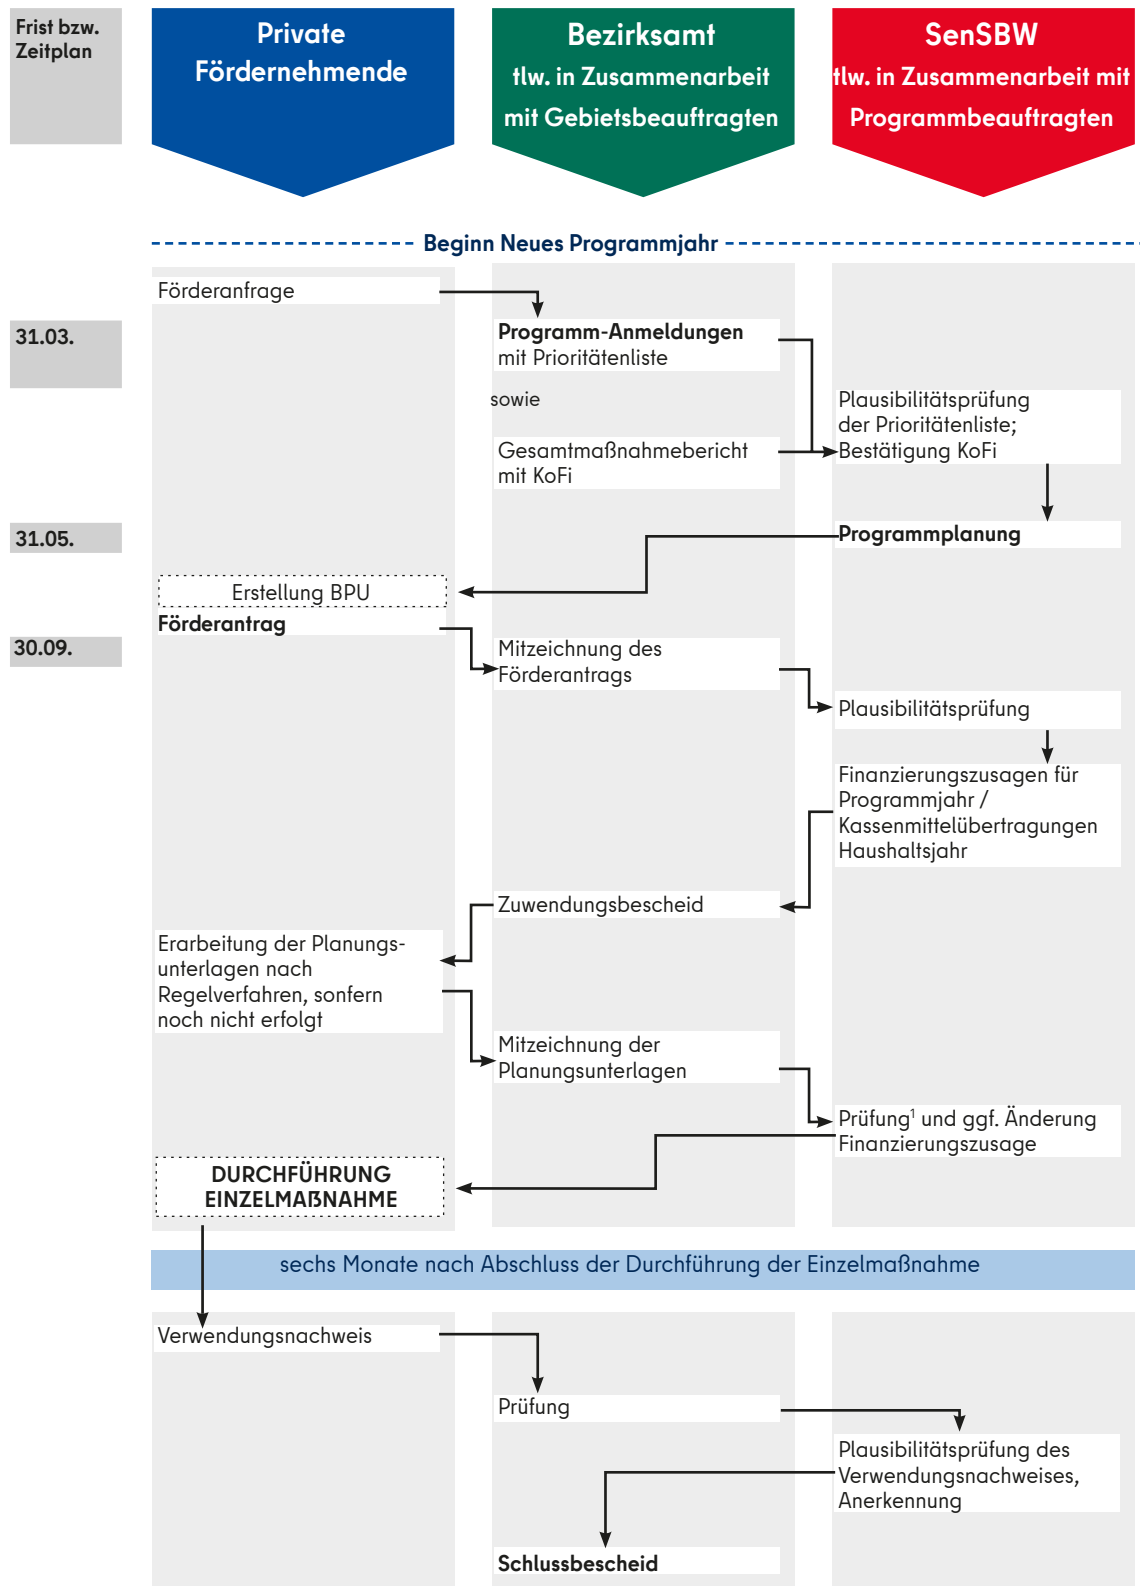 Frist bzw.
Zeitplan
Private
Fördernehmende
Bezirksamt
tlw. in Zusammenarbeit
mit Gebietsbeauftragten
SenSBW
tlw. in Zusammenarbeit mit
Programmbeauftragten
Beginn Neues Programmjahr
Förderanfrage
31.03.
Programm-Anmeldungen
mit Prioritätenliste
sowie
Gesamtmaßnahmebericht
mit KoFi
Plausibilitätsprüfung
der Prioritätenliste;
Bestätigung KoFi
31.05.
Programmplanung
Erstellung BPU
Förderantrag
30.09.
Mitzeichnung des
Förderantrags
Plausibilitätsprüfung
Finanzierungszusagen für
Programmjahr /
Kassenmittelübertragungen
Haushaltsjahr
Zuwendungsbescheid
Erarbeitung der Planungs-
unterlagen nach
Regelverfahren, sonfern
noch nicht erfolgt
Mitzeichnung der
Planungsunterlagen
Prüfung¹ und ggf. Änderung
Finanzierungszusage
DURCHFÜHRUNG
EINZELMAßNAHME
sechs Monate nach Abschluss der Durchführung der Einzelmaßnahme
Verwendungsnachweis
Prüfung
Plausibilitätsprüfung des
Verwendungsnachweises,
Anerkennung
Schlussbescheid